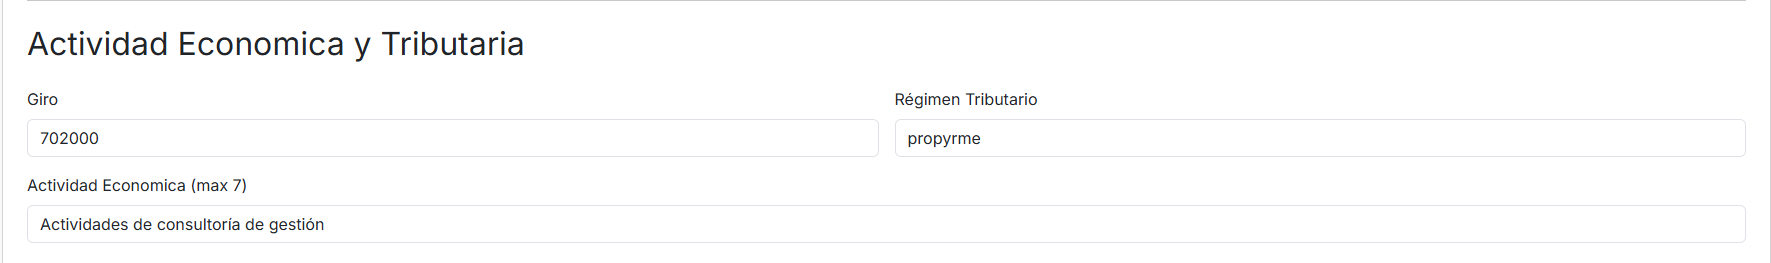 Actividad Economica y Tributaria
Giro
Régimen Tributario
702000
propyrme
Actividad Economica (max 7)
Actividades de consultoría de gestión